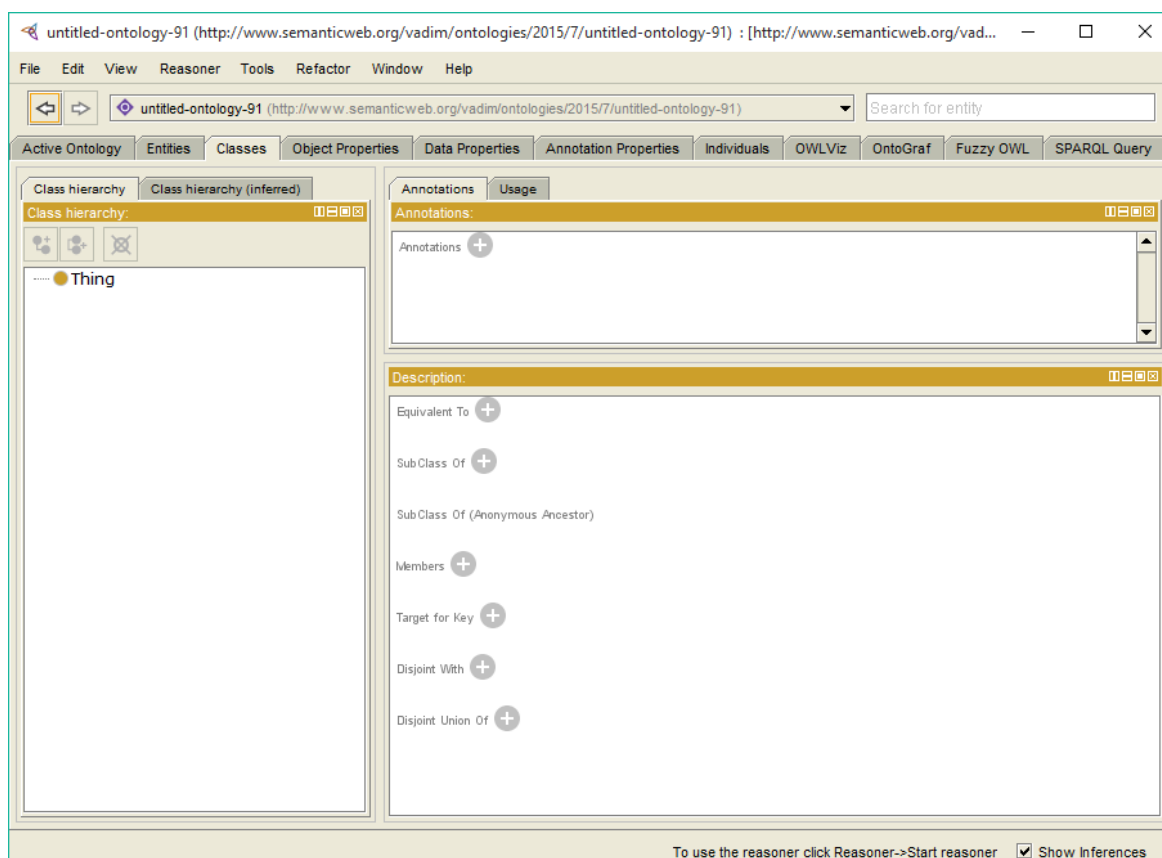 untitled-ontology-91 (http://www.semanticweb.org/vadim/ontologies/2015/7/untitled-ontology-91) : [http://www.semanticweb.org/vad...
File Edit View Reasoner Tools Refactor Window Help
untitled-ontology-91 (http://www.semanticweb.org/vadim/ontologies/2015/7/untitled-ontology-91) Search for entity
Active Ontology Entities Classes Object Properties Data Properties Annotation Properties Individuals OWLViz OntoGraf Fuzzy OWL SPARQL Query
Class hierarchy Class hierarchy (inferred)
Class hierarchy:
Thing
Annotations Usage
Annotations:
Annotations
Description:
Equivalent To
SubClass Of
SubClass Of (Anonymous Ancestor)
Members
Target for Key
Disjoint With
Disjoint Union Of
To use the reasoner click Reasoner->Start reasoner Show Inferences